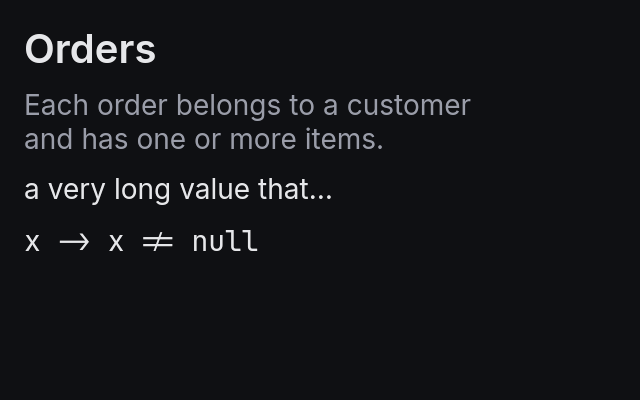 Orders
Each order belongs to a customer
and has one or more items.
a very long value that…
x -> x != null